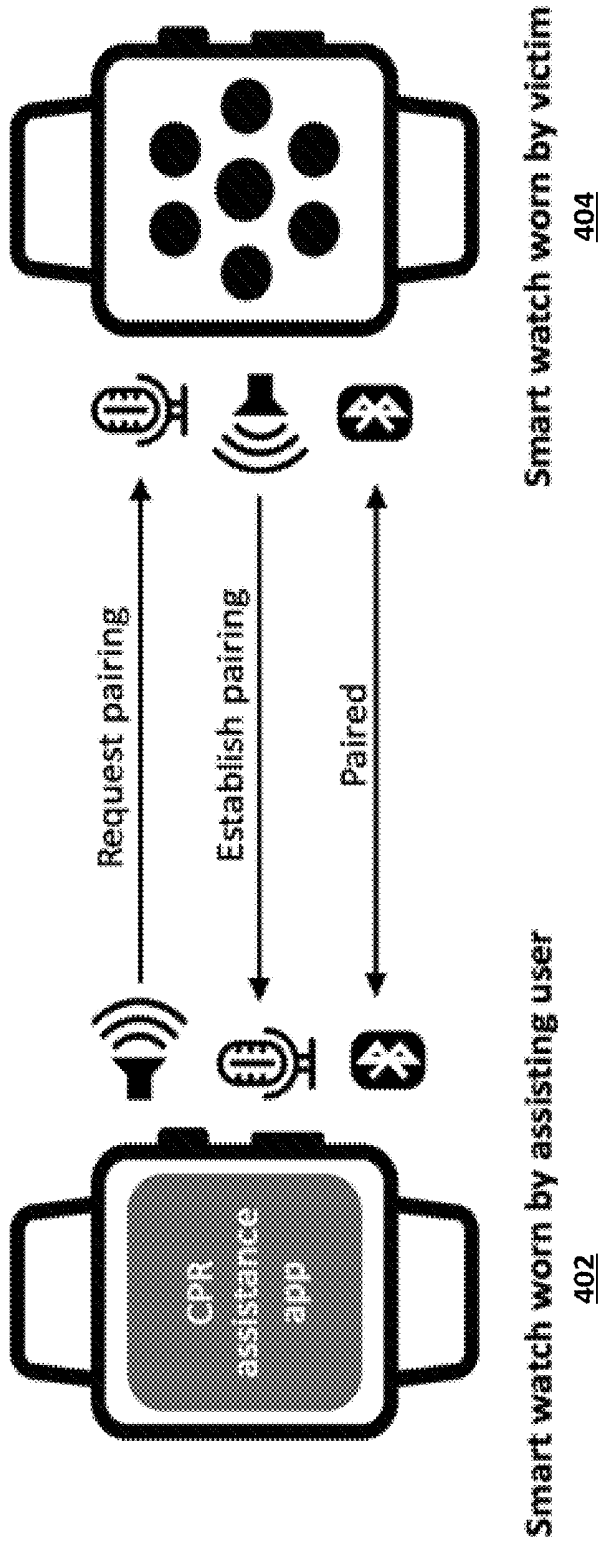 CPR
assistance
app
Request pairing
Establish pairing
Paired
Smart watch worn by assisting user
402
Smart watch worn by victim
404